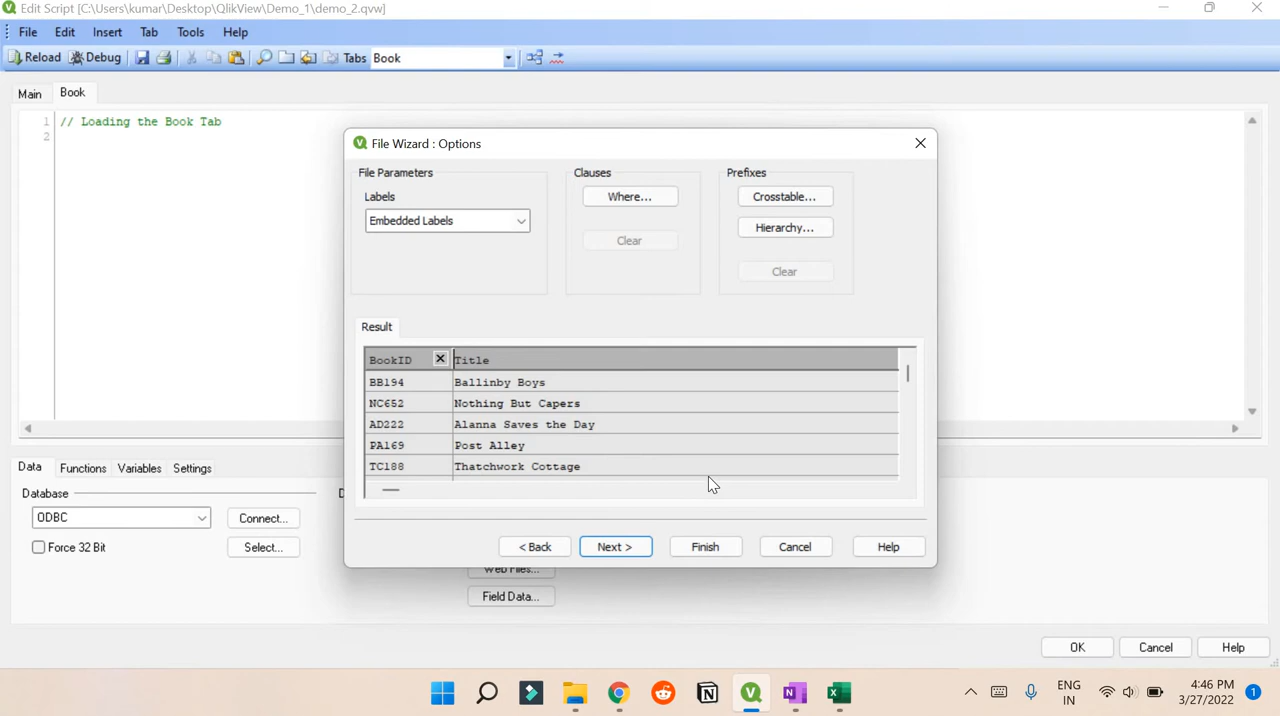 Edit Script [C:\Users\kumar\Desktop\QlikView\Demo_1\demo_2.qvw]
File Edit Insert Tab Tools Help
Reload Debug Tabs Book
Main Book
1 // Loading the Book Tab
2
File Wizard : Options
File Parameters Clauses Prefixes
Labels Where... Crosstable...
Embedded Labels Hierarchy...
Clear
Clear
Result
BookID Title
BB194 Ballinby Boys
NC652 Nothing But Capers
AD222 Alanna Saves the Day
PA169 Post Alley
TC188 Thatchwork Cottage
< Back Next > Finish Cancel Help
Data Functions Variables Settings
Database D
ODBC Connect...
Force 32 Bit Select...
Web Files...
Field Data...
OK Cancel Help
ENG
IN
4:46 PM
3/27/2022
1